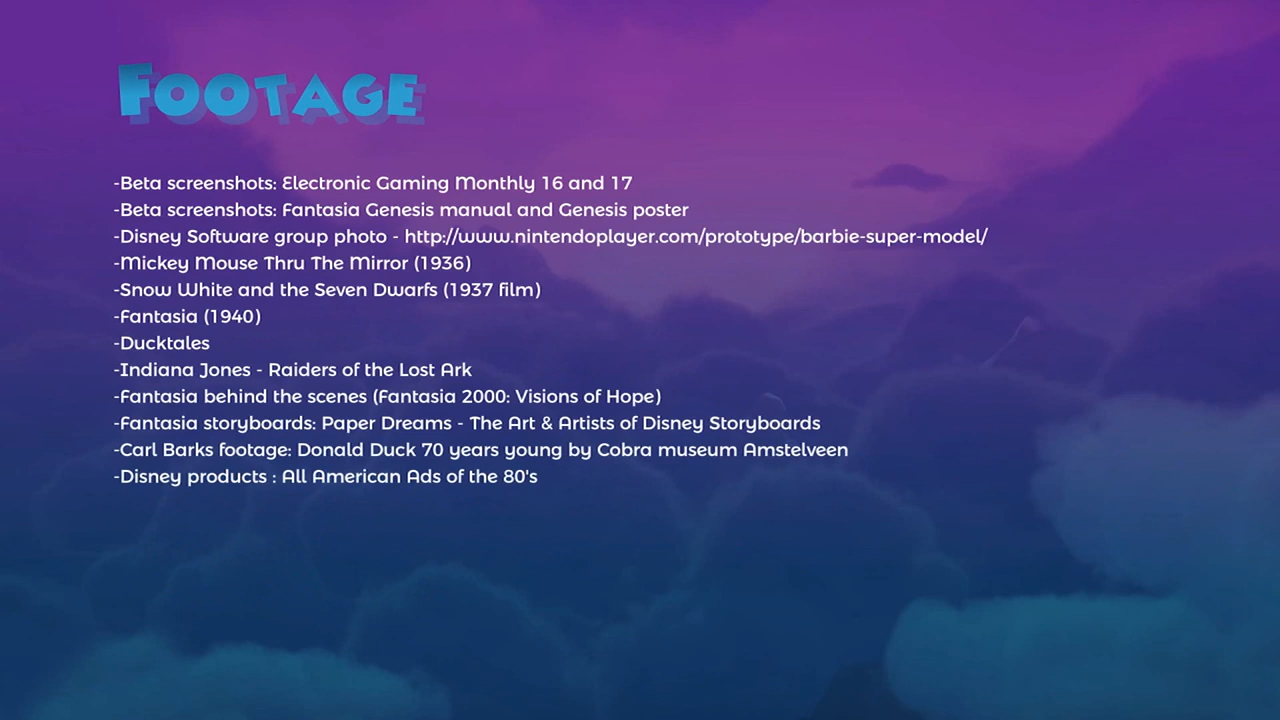 FOOTAGE
-Beta screenshots: Electronic Gaming Monthly 16 and 17
-Beta screenshots: Fantasia Genesis manual and Genesis poster
-Disney Software group photo - http://www.nintendoplayer.com/prototype/barbie-super-model/
-Mickey Mouse Thru The Mirror (1936)
-Snow White and the Seven Dwarfs (1937 film)
-Fantasia (1940)
-Ducktales
-Indiana Jones - Raiders of the Lost Ark
-Fantasia behind the scenes (Fantasia 2000: Visions of Hope)
-Fantasia storyboards: Paper Dreams - The Art & Artists of Disney Storyboards
-Carl Barks footage: Donald Duck 70 years young by Cobra museum Amstelveen
-Disney products : All American Ads of the 80's